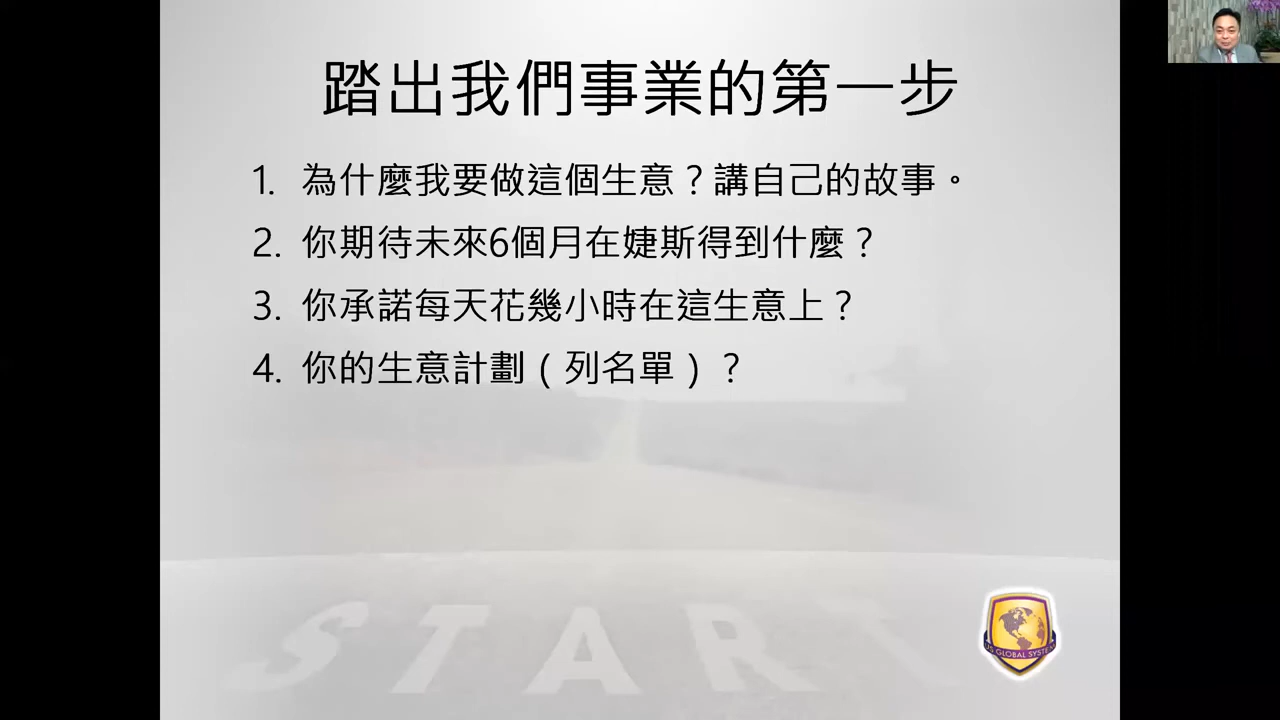 踏出我們事業的第一步
1. 為什麼我要做這個生意？講自己的故事。
2. 你期待未來6個月在婕斯得到什麼？
3. 你承諾每天花幾小時在這生意上？
4. 你的生意計劃（列名單）？
START
JS GLOBAL SYSTEM